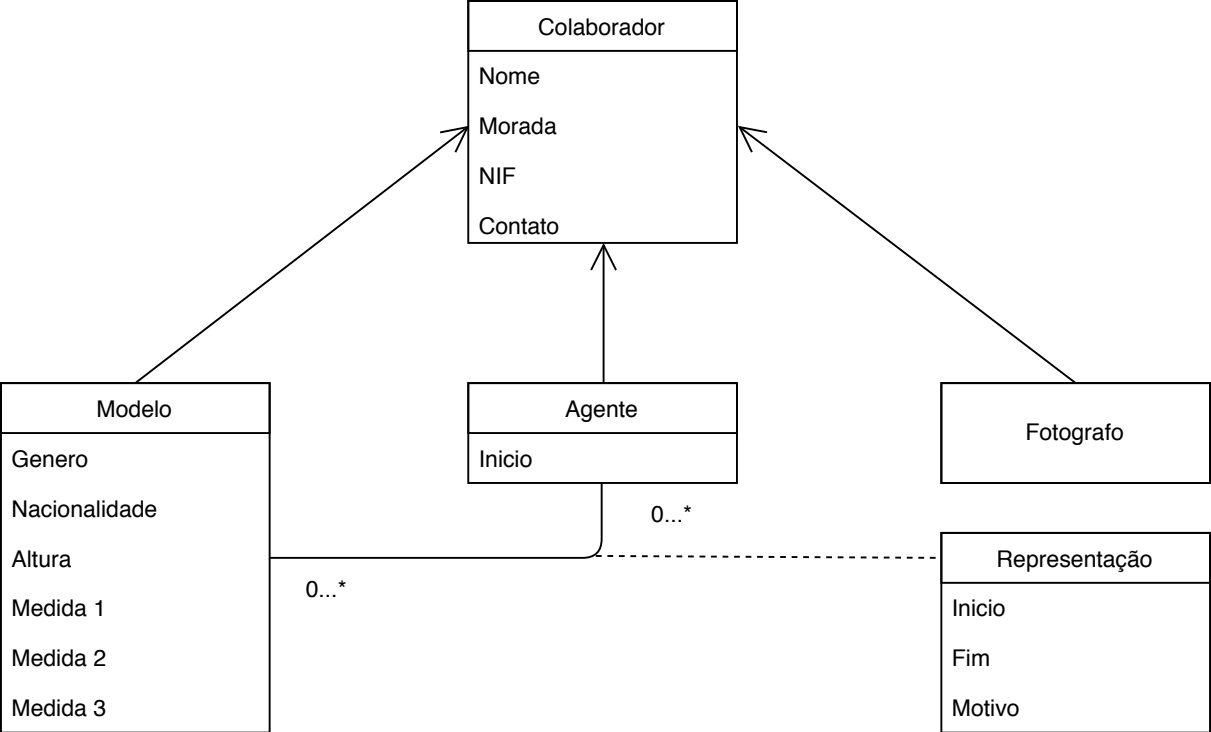 Colaborador
Nome
Morada
NIF
Contato
Modelo
Genero
Nacionalidade
Altura
Medida 1
Medida 2
Medida 3
Agente
Inicio
0...*
0...*
Fotografo
Representação
Inicio
Fim
Motivo